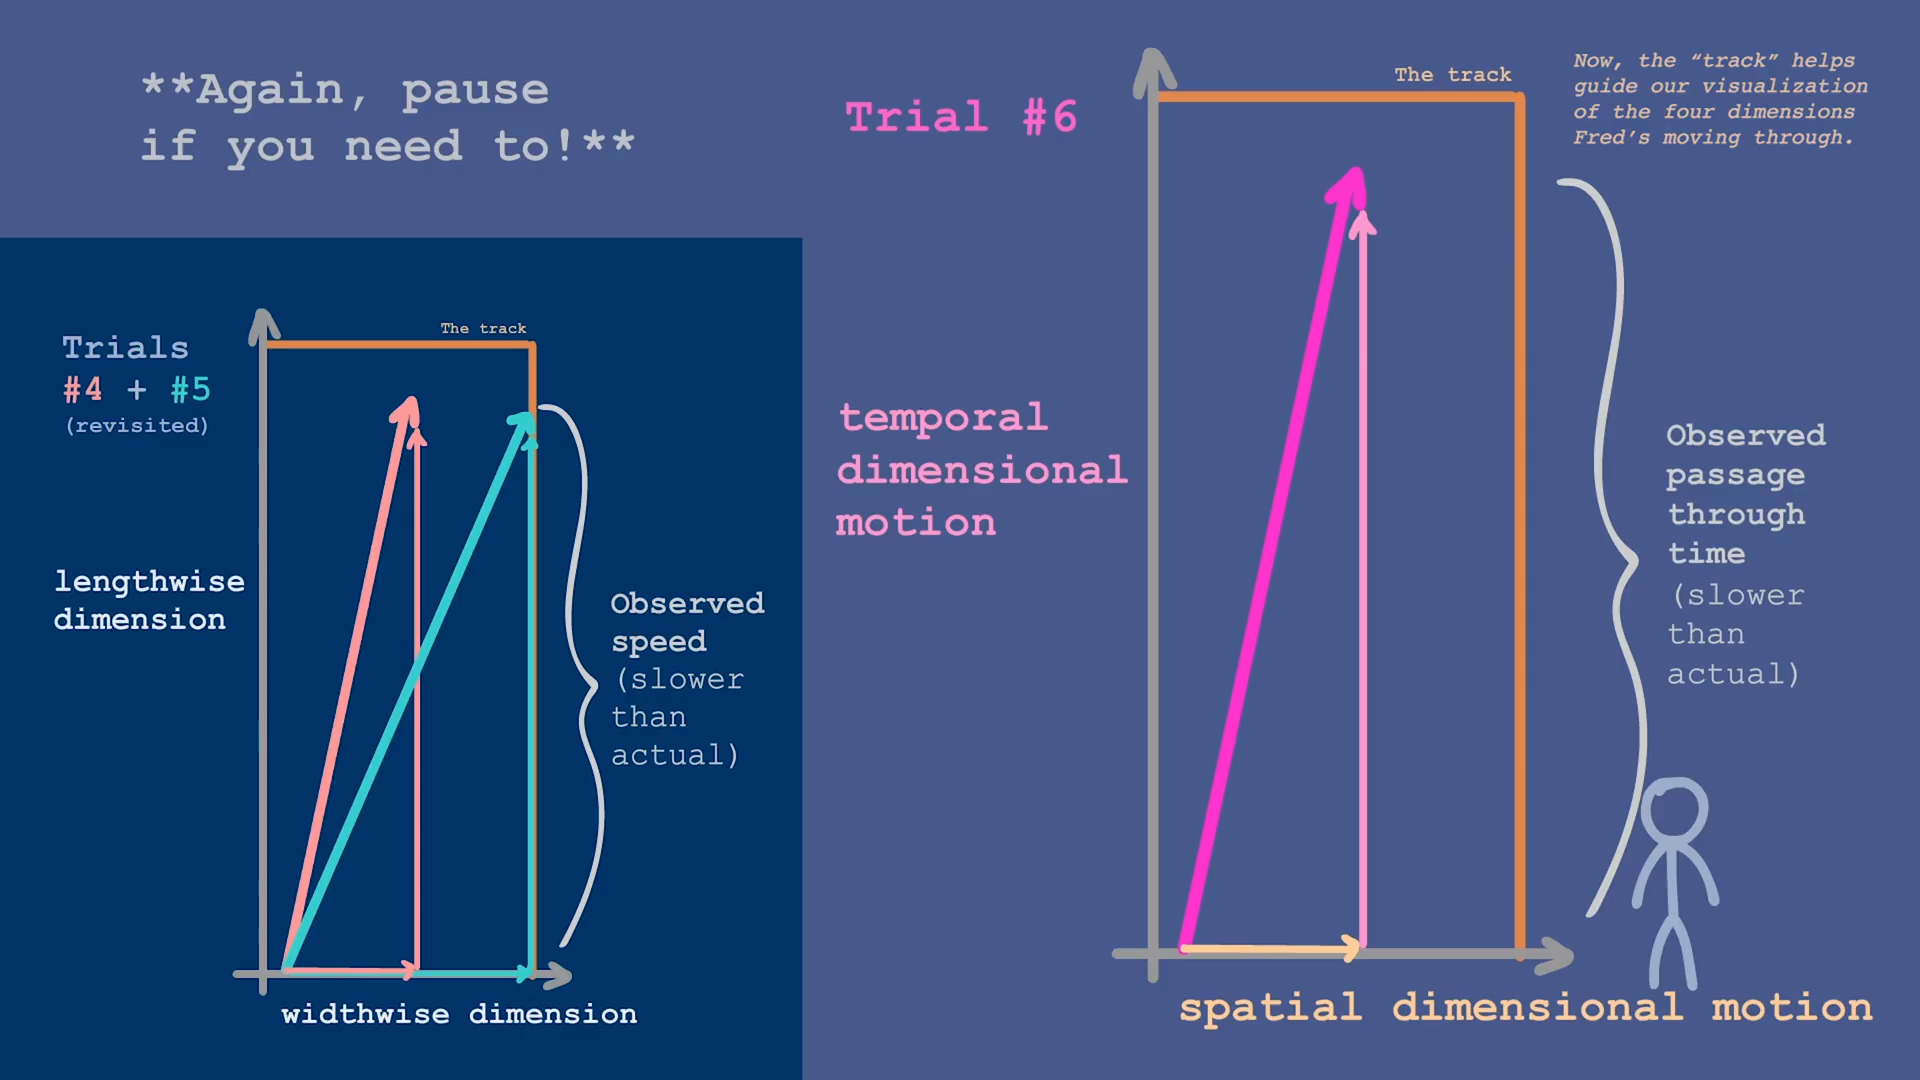 **Again, pause
if you need to!**
Trials
#4 + #5
(revisited)
The track
lengthwise
dimension
Observed
speed
(slower
than
actual)
widthwise dimension
Trial #6
The track
Now, the “track” helps
guide our visualization
of the four dimensions
Fred’s moving through.
temporal
dimensional
motion
Observed
passage
through
time
(slower
than
actual)
spatial dimensional motion